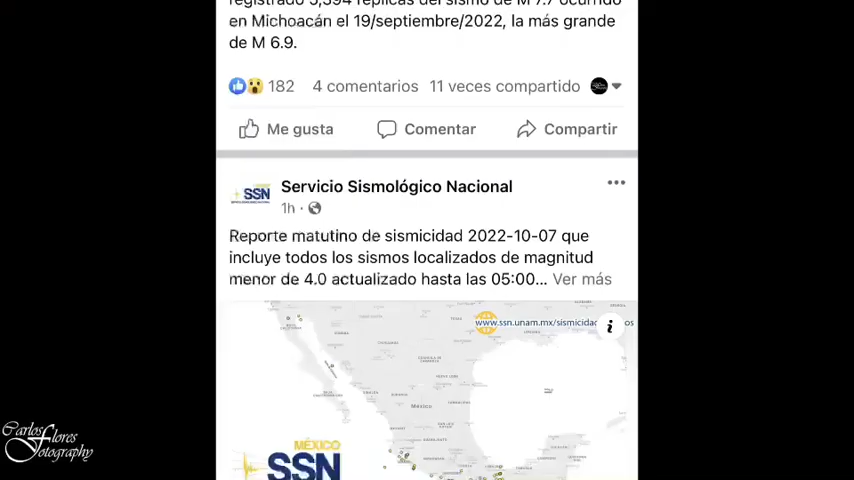 registrado 5,394 réplicas del sismo de M 7.7 ocurrido
en Michoacán el 19/septiembre/2022, la más grande
de M 6.9.
182 4 comentarios 11 veces compartido
Me gusta Comentar Compartir
SSN
Servicio Sismológico Nacional
1h ·
Reporte matutino de sismicidad 2022-10-07 que
incluye todos los sismos localizados de magnitud
menor de 4.0 actualizado hasta las 05:00... Ver más
www.ssn.unam.mx/sismicidad
México
MÉXICO
SSN
Carlos Flores
Fotography